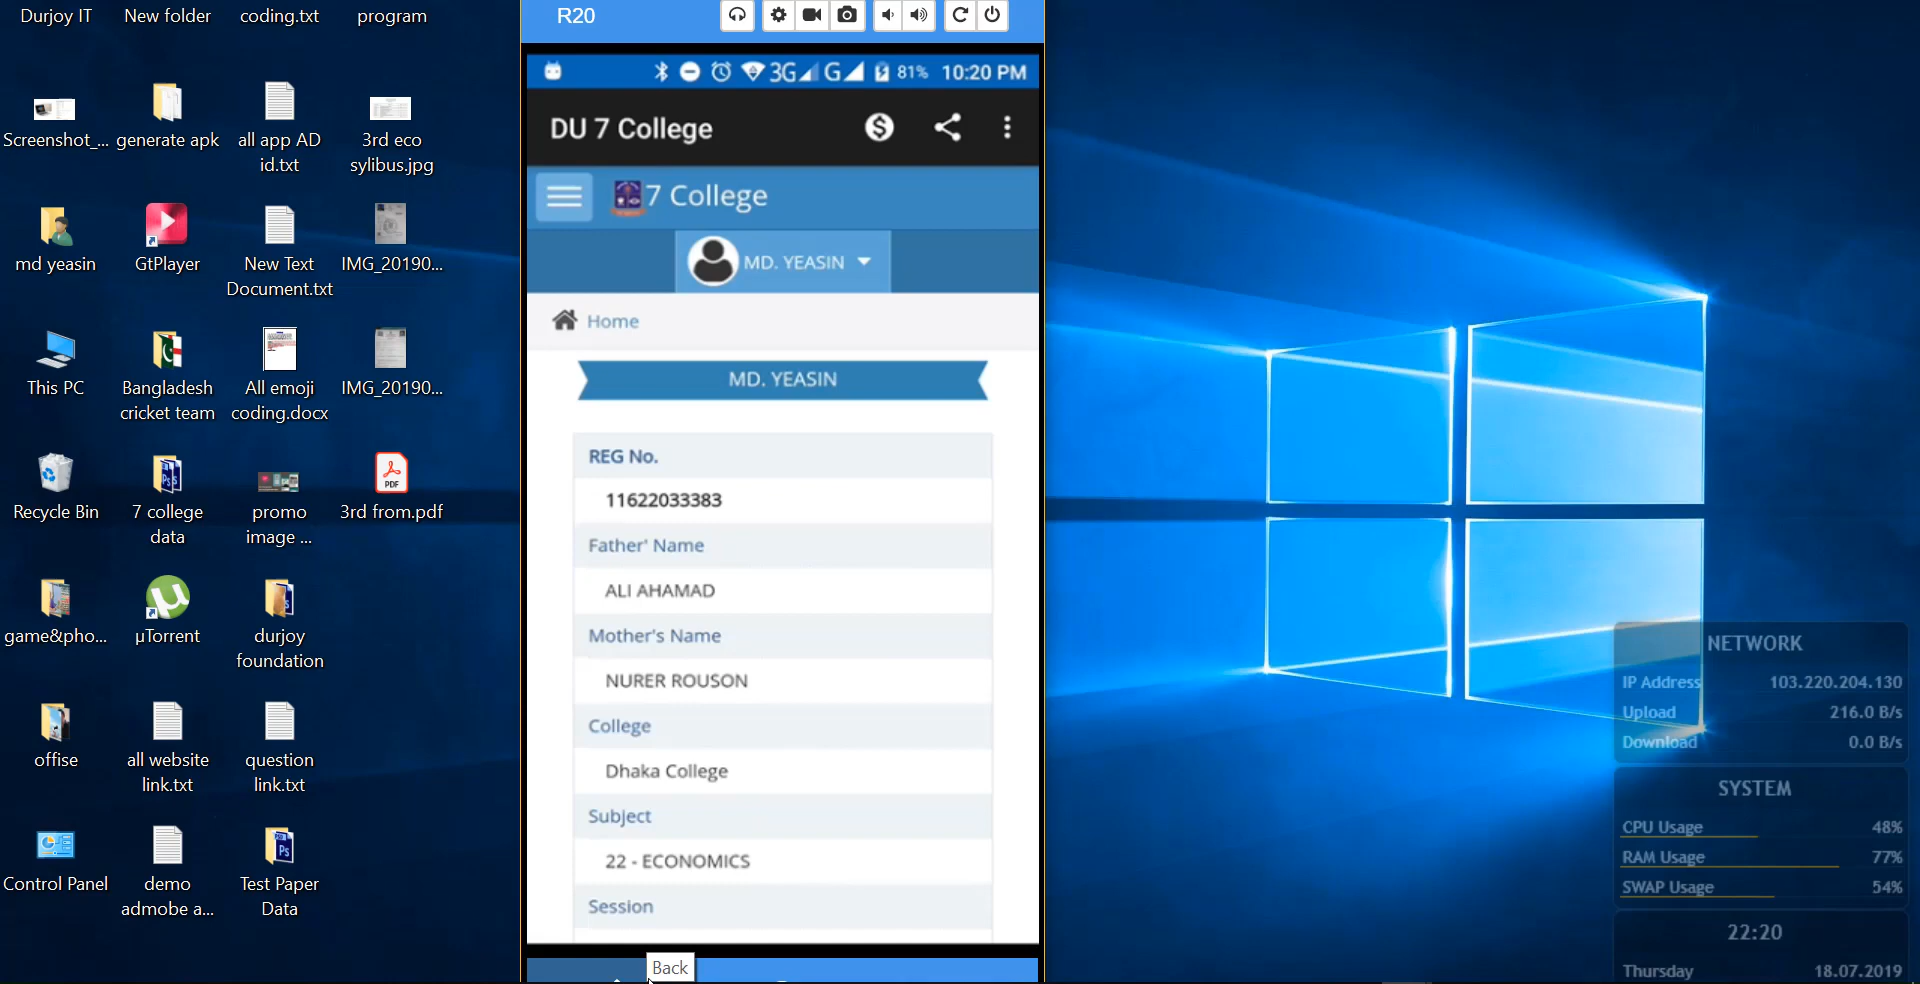 Durjoy IT
New folder
coding.txt
program
Screenshot_...
generate apk
all app AD
id.txt
3rd eco
sylibus.jpg
md yeasin
GtPlayer
New Text
Document.txt
IMG_20190...
This PC
Bangladesh
cricket team
All emoji
coding.docx
IMG_20190...
Recycle Bin
7 college
data
promo
image ...
PDF
3rd from.pdf
game&pho...
µTorrent
durjoy
foundation
offise
all website
link.txt
question
link.txt
Control Panel
demo
admobe a...
Test Paper
Data
R20
3G G 81% 10:20 PM
DU 7 College
7 College
MD. YEASIN
Home
MD. YEASIN
REG No.
11622033383
Father' Name
ALI AHAMAD
Mother's Name
NURER ROUSON
College
Dhaka College
Subject
22 - ECONOMICS
Session
Back
NETWORK
IP Address 103.220.204.130
Upload 216.0 B/s
Download 0.0 B/s
SYSTEM
CPU Usage 48%
RAM Usage 77%
SWAP Usage 54%
22:20
Thursday 18.07.2019